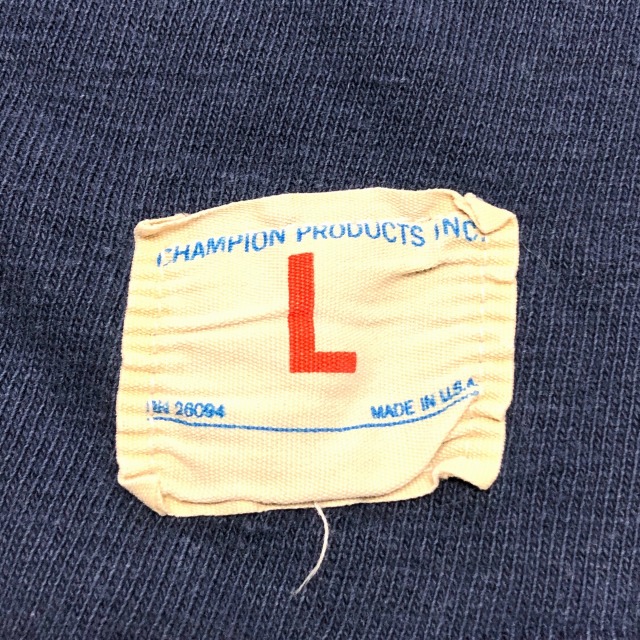 CHAMPION PRODUCTS INC.
L
RN 26094 MADE IN U.S.A.